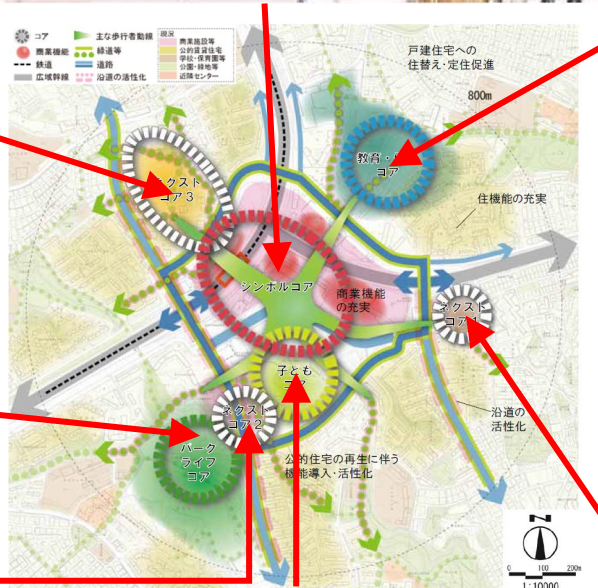 コア
商業機能
鉄道
広域幹線
主な歩行者動線
緑道等
道路
沿道の活性化
現況
商業施設等
公的賃貸住宅
学校・保育園等
公園・緑地等
近隣センター
戸建住宅への
住替え・定住促進
800m
教育・
コア
ネクスト
コア3
住機能の充実
シンボルコア
商業機能
の充実
ネクスト
コア1
子ども
コア
ネクスト
コア2
沿道の
活性化
パーク
ライフ
コア
公的住宅の再生に伴う
機能導入・活性化
N
0 100 200m
1:10000